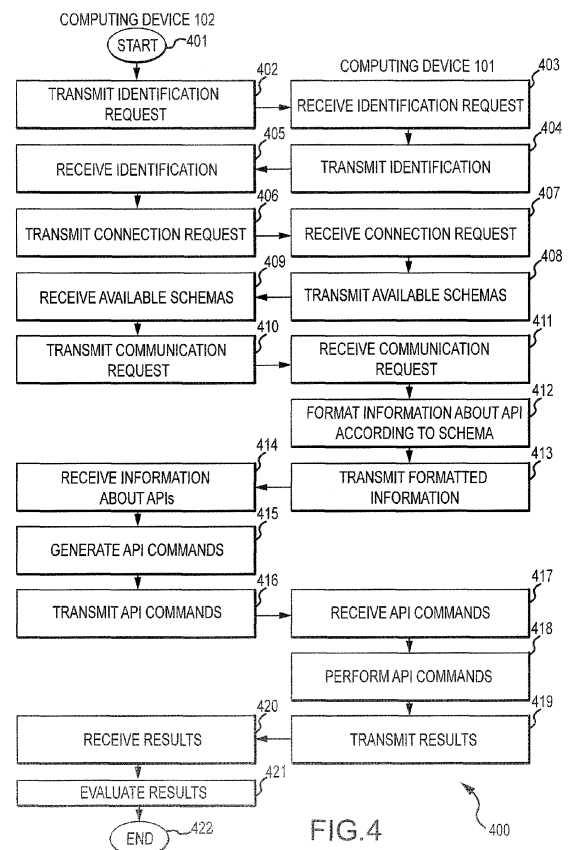 COMPUTING DEVICE 102
START
401
COMPUTING DEVICE 101
402
TRANSMIT IDENTIFICATION
REQUEST
403
RECEIVE IDENTIFICATION REQUEST
405
RECEIVE IDENTIFICATION
404
TRANSMIT IDENTIFICATION
406
TRANSMIT CONNECTION REQUEST
407
RECEIVE CONNECTION REQUEST
409
RECEIVE AVAILABLE SCHEMAS
408
TRANSMIT AVAILABLE SCHEMAS
410
TRANSMIT COMMUNICATION
REQUEST
411
RECEIVE COMMUNICATION
REQUEST
412
FORMAT INFORMATION ABOUT API
ACCORDING TO SCHEMA
414
RECEIVE INFORMATION
ABOUT APIs
413
TRANSMIT FORMATTED
INFORMATION
415
GENERATE API COMMANDS
416
TRANSMIT API COMMANDS
417
RECEIVE API COMMANDS
418
PERFORM API COMMANDS
420
RECEIVE RESULTS
419
TRANSMIT RESULTS
421
EVALUATE RESULTS
END
422
FIG.4
400